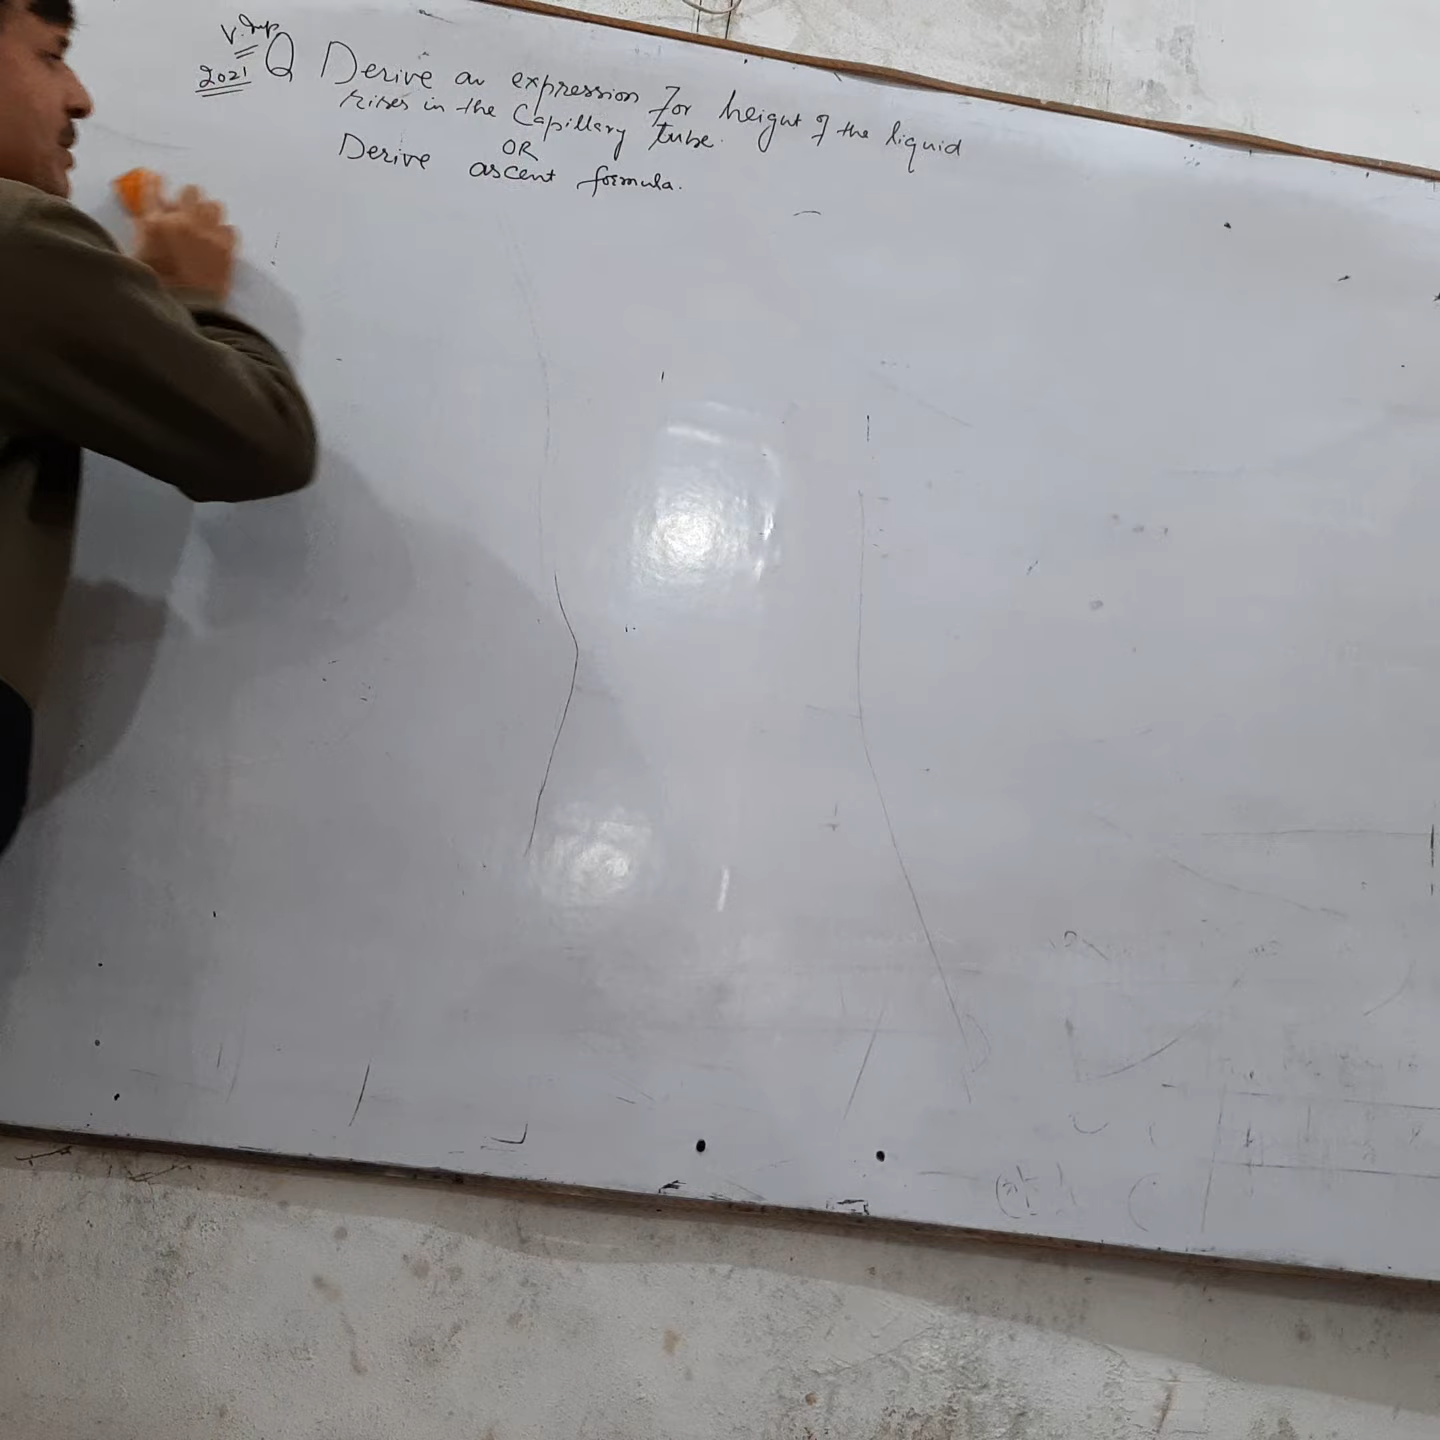 V. Imp
2021 Q Derive an expression for height of the liquid
rises in the Capillary tube.
OR
Derive ascent formula.